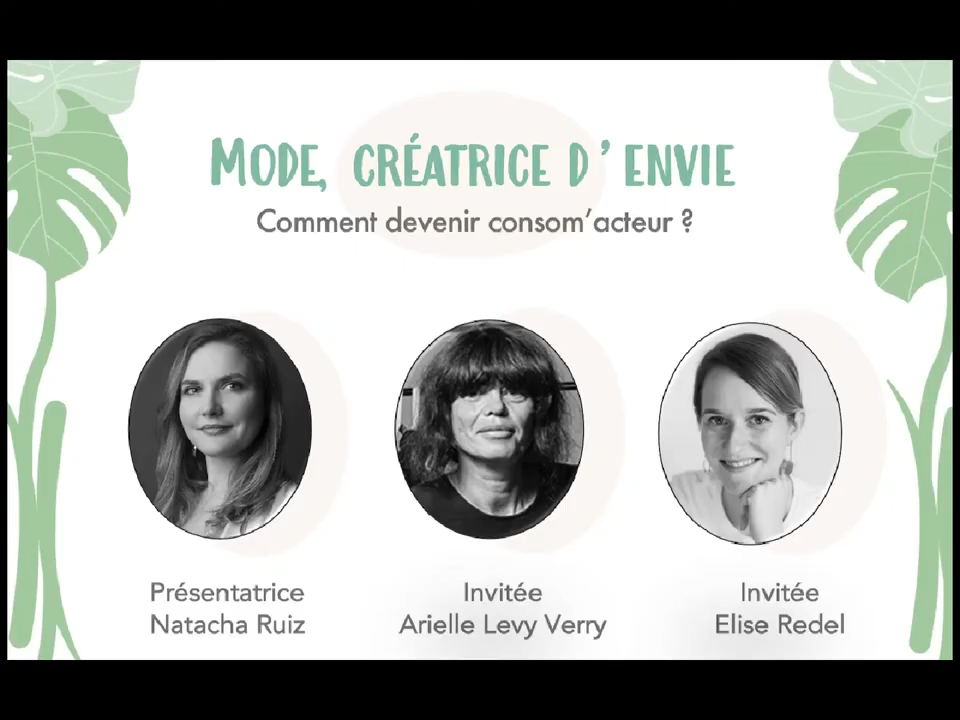 MODE, CRÉATRICE D'ENVIE
Comment devenir consom'acteur ?
Présentatrice
Natacha Ruiz
Invitée
Arielle Levy Verry
Invitée
Elise Redel